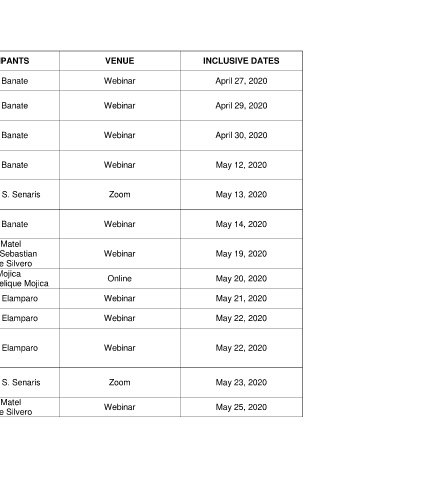 IPANTS VENUE INCLUSIVE DATES
Banate Webinar April 27, 2020
Banate Webinar April 29, 2020
Banate Webinar April 30, 2020
Banate Webinar May 12, 2020
S. Senaris Zoom May 13, 2020
Banate Webinar May 14, 2020
Matel
Sebastian Webinar May 19, 2020
e Silvero
Mojica
elique Mojica Online May 20, 2020
Elamparo Webinar May 21, 2020
Elamparo Webinar May 22, 2020
Elamparo Webinar May 22, 2020
S. Senaris Zoom May 23, 2020
Matel
e Silvero Webinar May 25, 2020